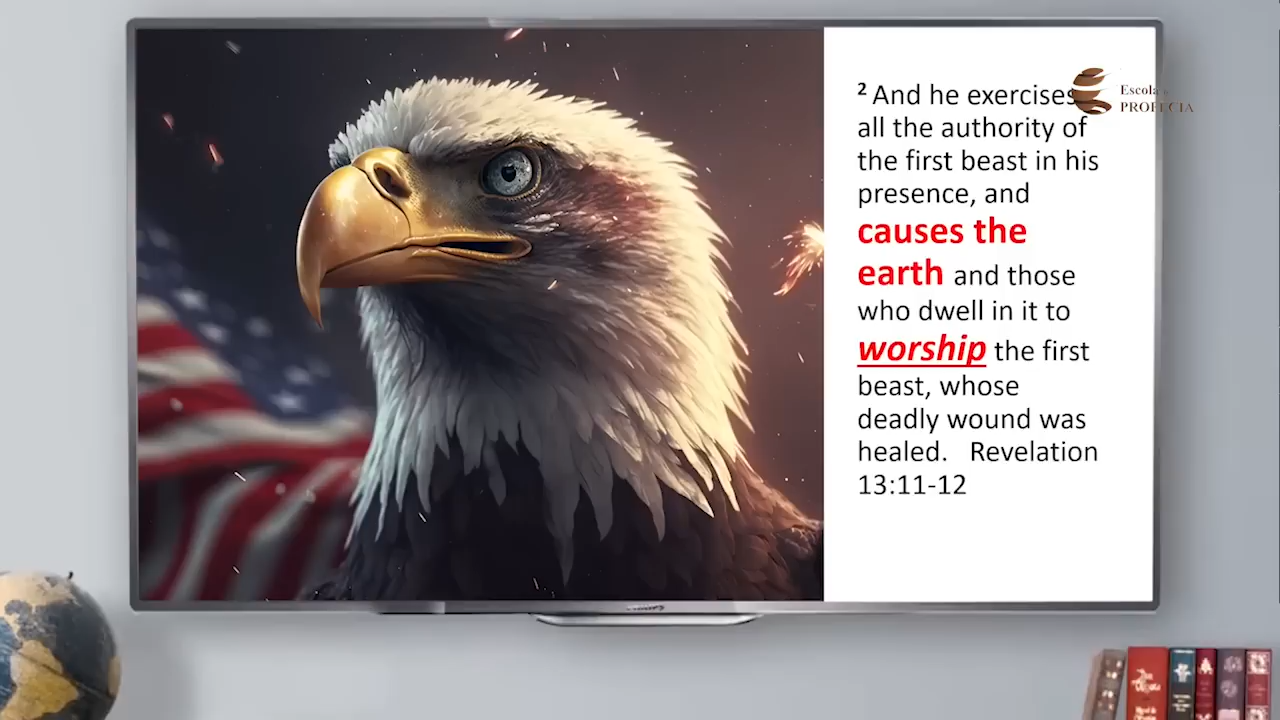 ² And he exercises
all the authority of
the first beast in his
presence, and
causes the
earth and those
who dwell in it to
worship the first
beast, whose
deadly wound was
healed. Revelation
13:11-12
Escola
PROFECIA